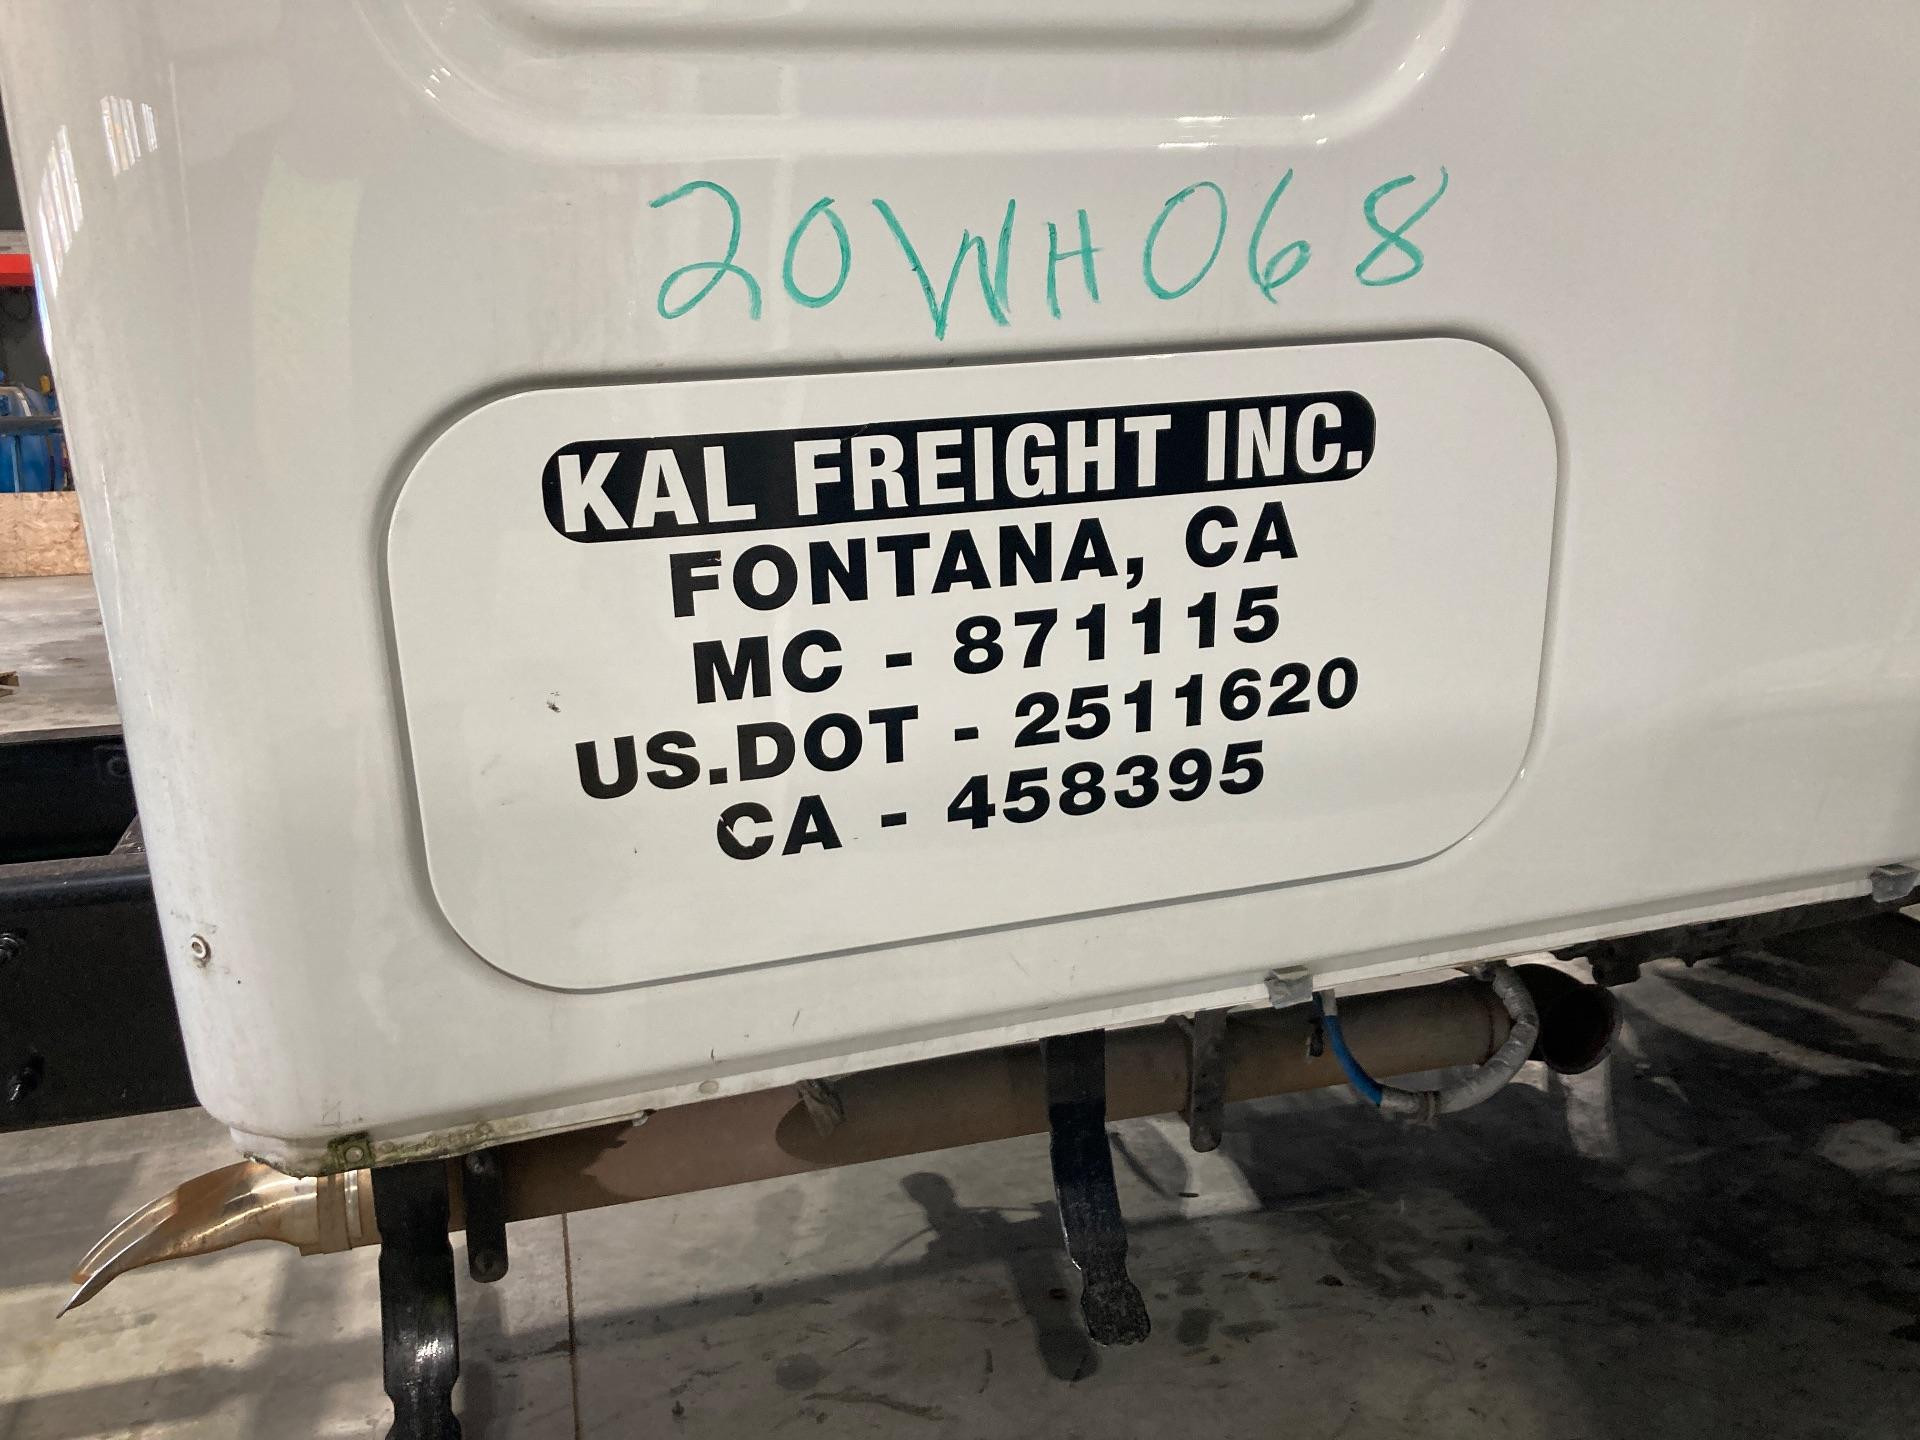 20WH068
KAL FREIGHT INC.
FONTANA, CA
MC - 871115
US.DOT - 2511620
CA - 458395